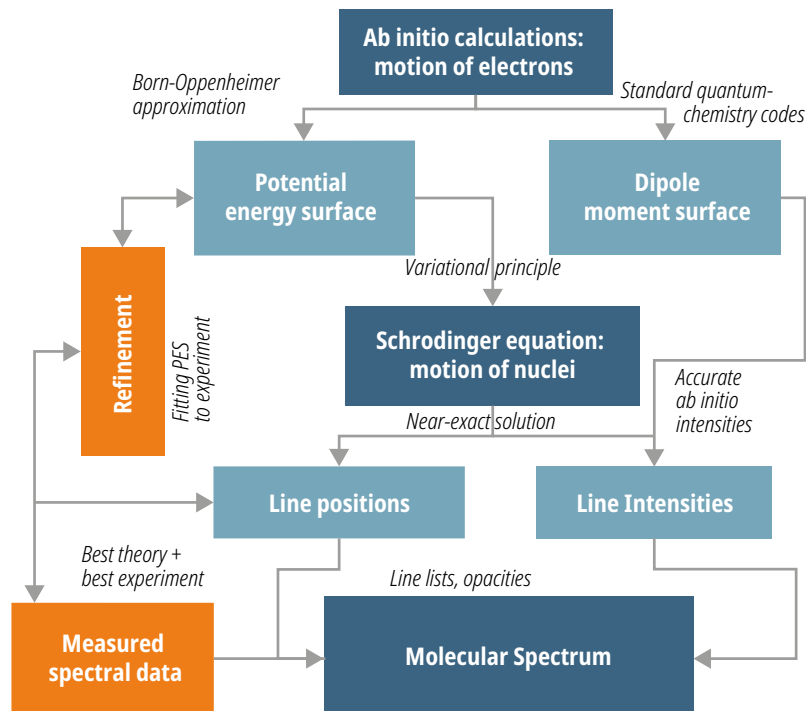 Ab initio calculations:
motion of electrons
Born-Oppenheimer
approximation
Standard quantum-
chemistry codes
Potential
energy surface
Dipole
moment surface
Variational principle
Refinement
Fitting PES
to experiment
Schrodinger equation:
motion of nuclei
Accurate
ab initio
intensities
Near-exact solution
Line positions
Line Intensities
Best theory +
best experiment
Line lists, opacities
Measured
spectral data
Molecular Spectrum